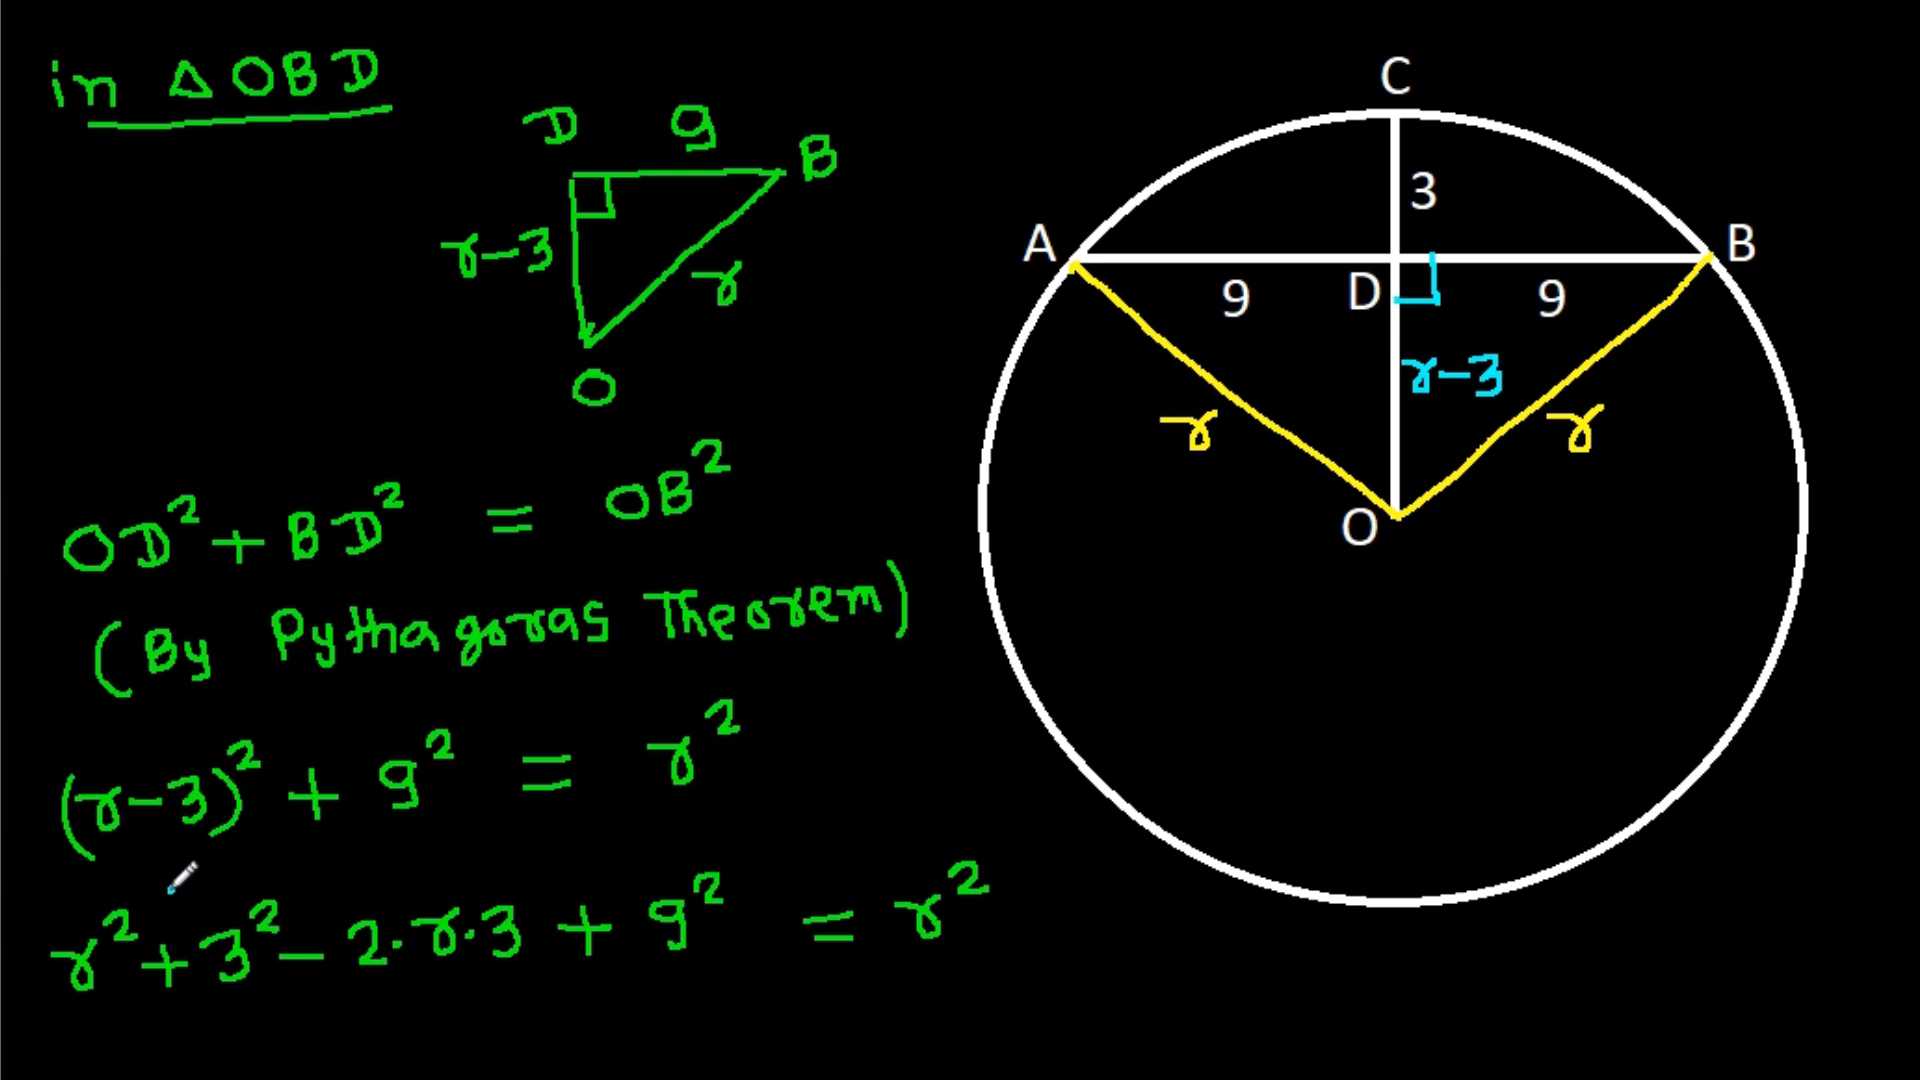 in △OBD
D 9 B
r-3 r
O
OD² + BD² = OB²
(By Pythagoras Theorem)
(r-3)² + 9² = r²
r² + 3² - 2·r·3 + 9² = r²
C
3
A B
9 D 9
r-3
r r
O